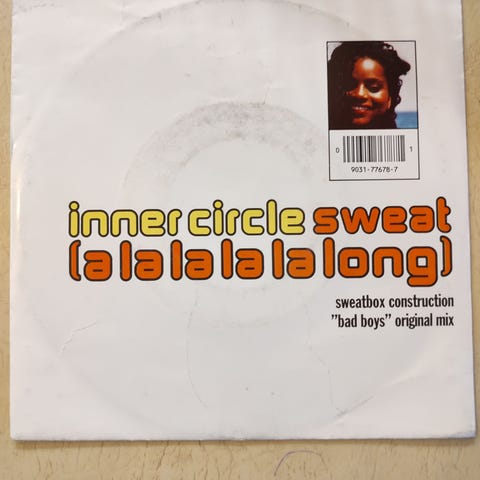 0 1
9031-77678-7
inner circle sweat
(a la la la la long)
sweatbox construction
"bad boys" original mix